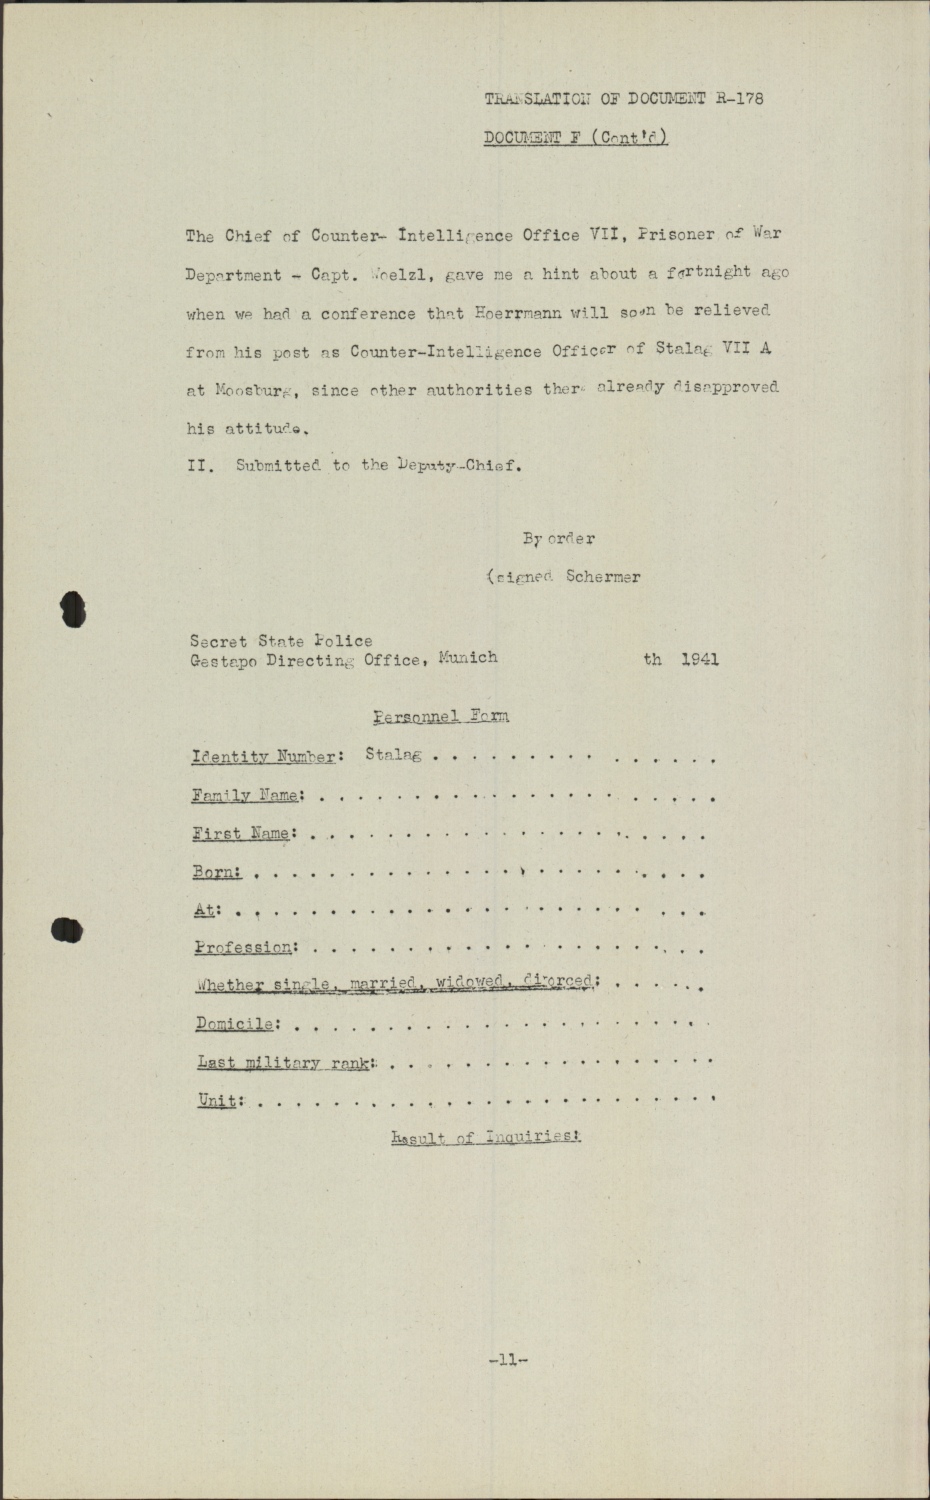 TRANSLATION OF DOCUMENT R-178
DOCUMENT F (Cont'd)
The Chief of Counter- Intelligence Office VII, Prisoner of War
Department - Capt. Woelzl, gave me a hint about a fortnight ago
when we had a conference that Hoerrmann will soon be relieved
from his post as Counter-Intelligence Officer of Stalag VII A
at Moosburg, since other authorities there already disapproved
his attitude.
II. Submitted to the Deputy-Chief.
By order
(signed Schermer
Secret State Police
Gestapo Directing Office, Munich th 1941
Personnel Form
Identity Number: Stalag . . . . . . . . . . . . . . .
Family Name: . . . . . . . . . . . . . . . . . . . . .
First Name: . . . . . . . . . . . . . . . . . . . . .
Born: . . . . . . . . . . . . . . . . . . . . . . . .
At: . . . . . . . . . . . . . . . . . . . . . . . . .
Profession: . . . . . . . . . . . . . . . . . . . . .
Whether single, married, widowed, divorced: . . . . . .
Domicile: . . . . . . . . . . . . . . . . . . . . . .
Last military rank: . . . . . . . . . . . . . . . . . .
Unit: . . . . . . . . . . . . . . . . . . . . . . . . .
Result of Inquiries:
-11-